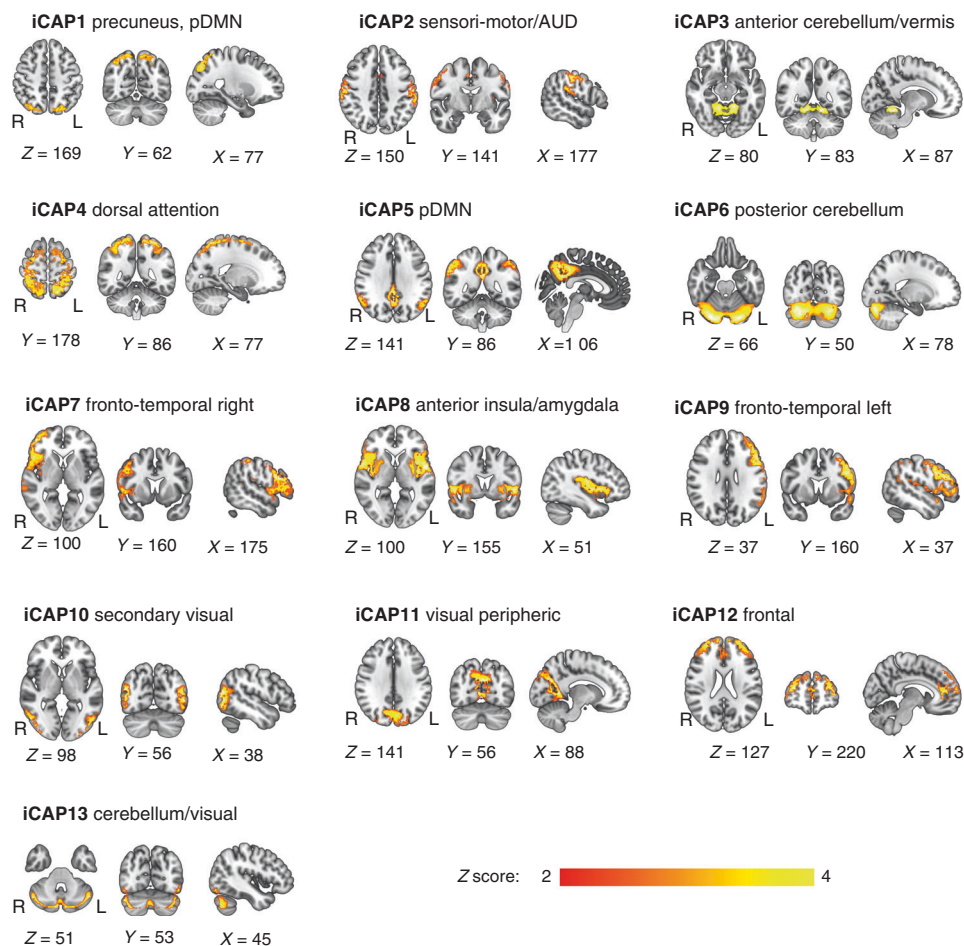 iCAP1 precuneus, pDMN
R L
Z = 169 Y = 62 X = 77
iCAP2 sensori-motor/AUD
R L
Z = 150 Y = 141 X = 177
iCAP3 anterior cerebellum/vermis
R L
Z = 80 Y = 83 X = 87
iCAP4 dorsal attention
R L
Y = 178 Y = 86 X = 77
iCAP5 pDMN
R L
Z = 141 Y = 86 X =1 06
iCAP6 posterior cerebellum
R L
Z = 66 Y = 50 X = 78
iCAP7 fronto-temporal right
R L
Z = 100 Y = 160 X = 175
iCAP8 anterior insula/amygdala
R L
Z = 100 Y = 155 X = 51
iCAP9 fronto-temporal left
R L
Z = 37 Y = 160 X = 37
iCAP10 secondary visual
R L
Z = 98 Y = 56 X = 38
iCAP11 visual peripheric
R L
Z = 141 Y = 56 X = 88
iCAP12 frontal
R L
Z = 127 Y = 220 X = 113
iCAP13 cerebellum/visual
R L
Z = 51 Y = 53 X = 45
Z score: 2 4